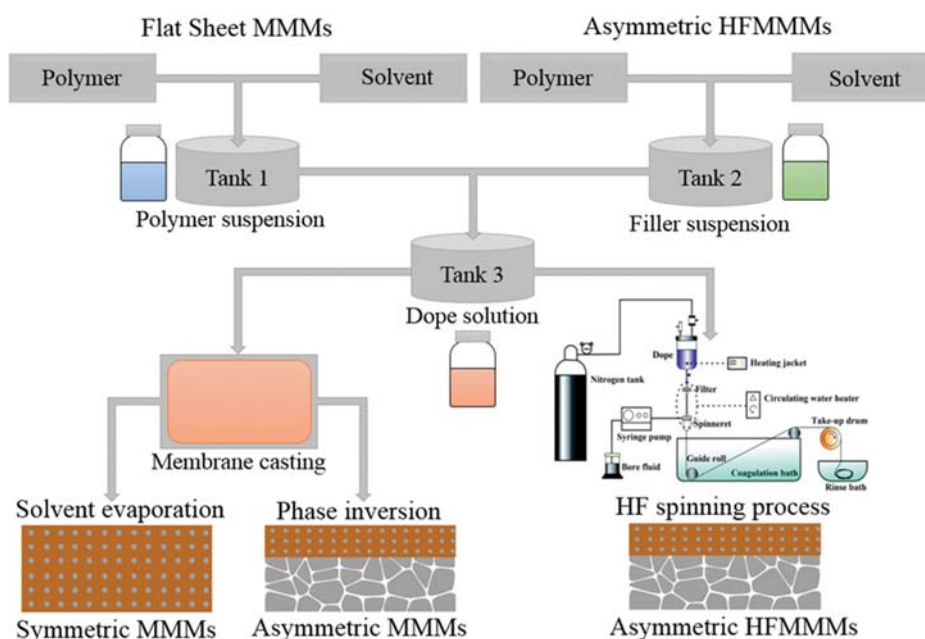 Flat Sheet MMMs
Asymmetric HFMMMs
Polymer
Solvent
Polymer
Solvent
Tank 1
Tank 2
Polymer suspension
Filler suspension
Tank 3
Dope solution
Dope
Heating jacket
Nitrogen tank
Filter
Circulating water heater
Spinneret
Take-up drum
Syringe pump
Guide roll
Bore fluid
Coagulation bath
Rinse bath
Membrane casting
Solvent evaporation
Phase inversion
HF spinning process
Symmetric MMMs
Asymmetric MMMs
Asymmetric HFMMMs